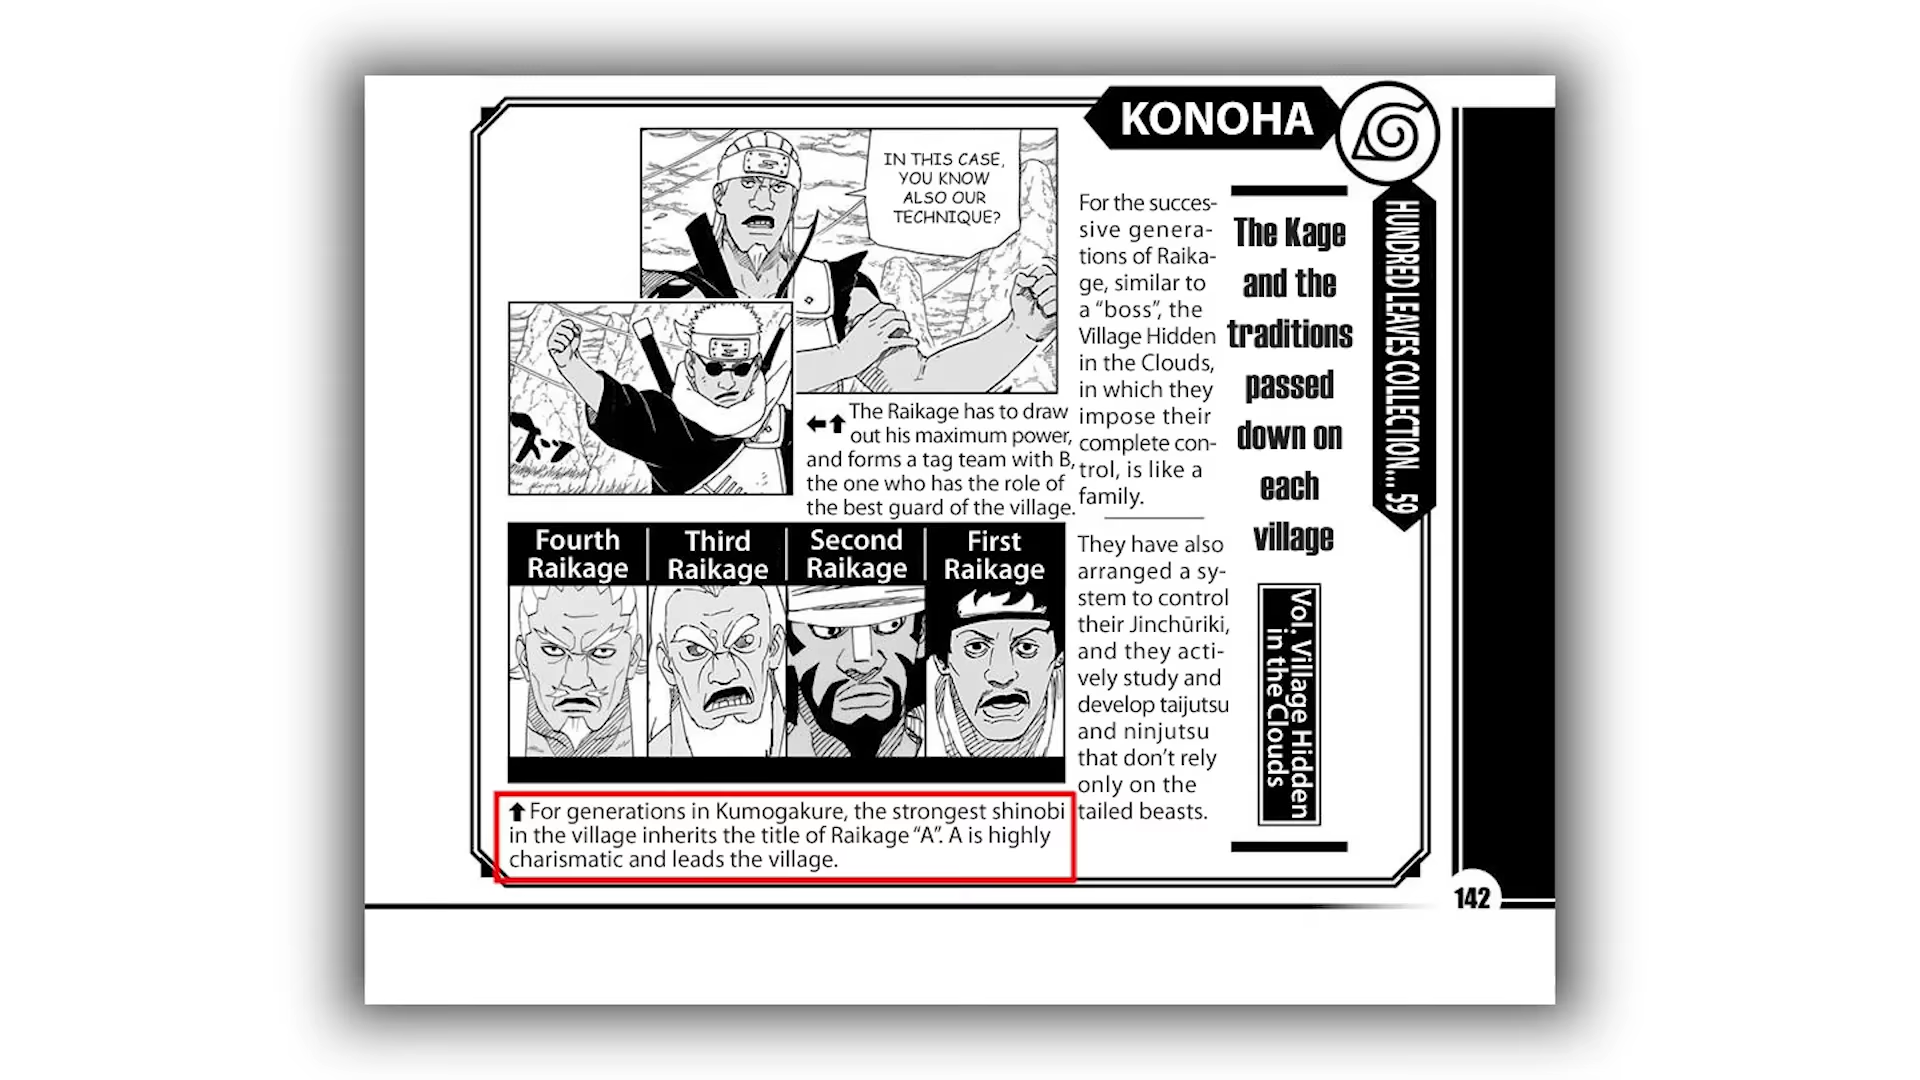 KONOHA
HUNDRED LEAVES COLLECTION... 59
The Kage
and the
traditions
passed
down on
each
village
Vol. Village Hidden
in the Clouds
For the succes-
sive genera-
tions of Raika-
ge, similar to
a “boss”, the
Village Hidden
in the Clouds,
in which they
impose their
complete con-
trol, is like a
family.
They have also
arranged a sy-
stem to control
their Jinchūriki,
and they acti-
vely study and
develop taijutsu
and ninjutsu
that don’t rely
only on the
tailed beasts.
IN THIS CASE,
YOU KNOW
ALSO OUR
TECHNIQUE?
The Raikage has to draw
out his maximum power,
and forms a tag team with B,
the one who has the role of
the best guard of the village.
Fourth
Raikage
Third
Raikage
Second
Raikage
First
Raikage
For generations in Kumogakure, the strongest shinobi
in the village inherits the title of Raikage “A”. A is highly
charismatic and leads the village.
142